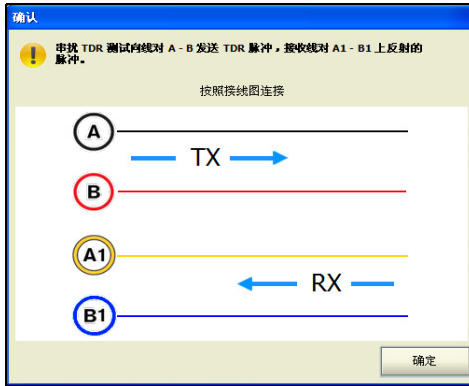 确认
串扰 TDR 测试向线对 A - B 发送 TDR 脉冲，接收线对 A1 - B1 上反射的
脉冲。
按照接线图连接
A
TX
B
A1
RX
B1
确定